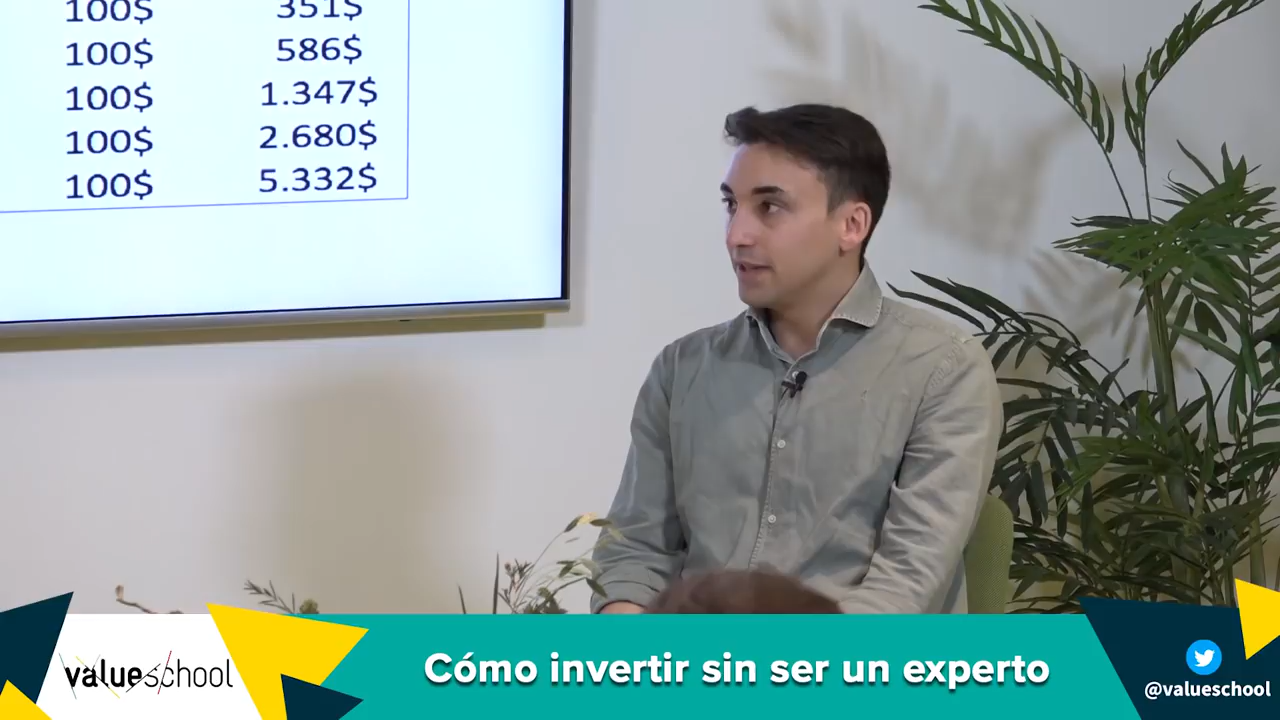 100$ 351$
100$ 586$
100$ 1.347$
100$ 2.680$
100$ 5.332$
valueschool
Cómo invertir sin ser un experto
@valueschool